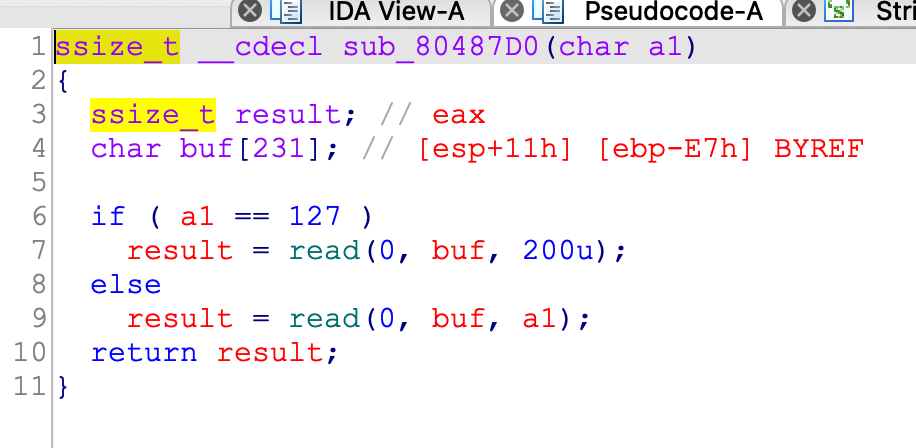 IDA View-A Pseudocode-A Stri
1 ssize_t __cdecl sub_80487D0(char a1)
2 {
3 ssize_t result; // eax
4 char buf[231]; // [esp+11h] [ebp-E7h] BYREF
5
6 if ( a1 == 127 )
7 result = read(0, buf, 200u);
8 else
9 result = read(0, buf, a1);
10 return result;
11 }